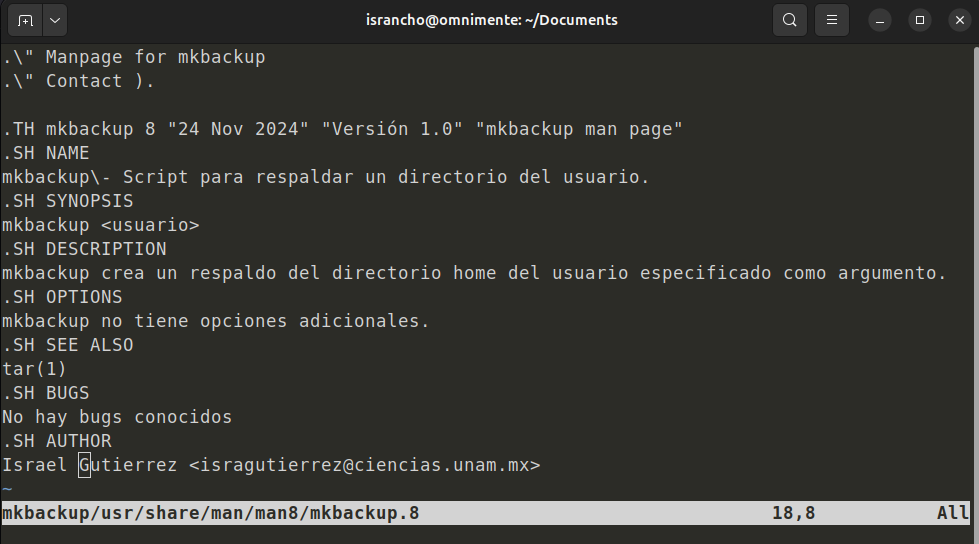 israncho@omnimente: ~/Documents
.\" Manpage for mkbackup
.\" Contact ).
.TH mkbackup 8 "24 Nov 2024" "Versión 1.0" "mkbackup man page"
.SH NAME
mkbackup\- Script para respaldar un directorio del usuario.
.SH SYNOPSIS
mkbackup <usuario>
.SH DESCRIPTION
mkbackup crea un respaldo del directorio home del usuario especificado como argumento.
.SH OPTIONS
mkbackup no tiene opciones adicionales.
.SH SEE ALSO
tar(1)
.SH BUGS
No hay bugs conocidos
.SH AUTHOR
Israel Gutierrez <isragutierrez@ciencias.unam.mx>
~
mkbackup/usr/share/man/man8/mkbackup.8 18,8 All